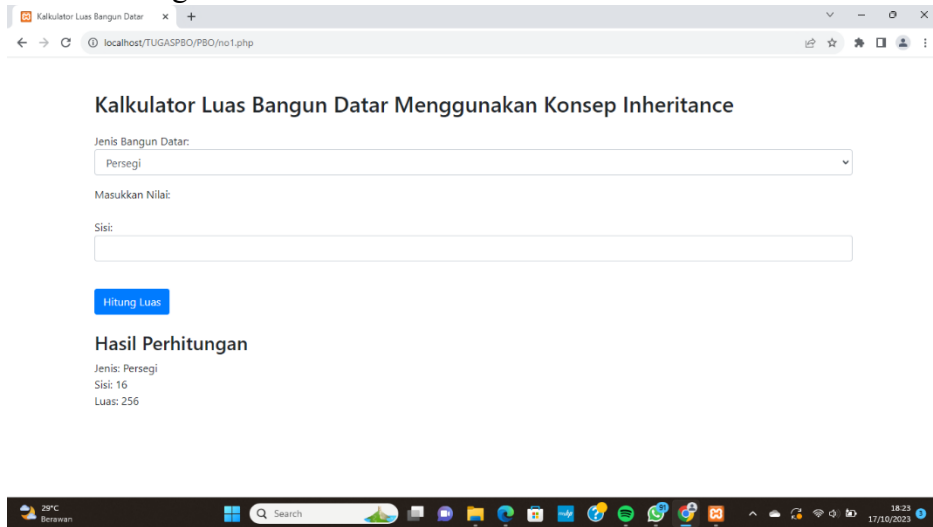 Kalkulator Luas Bangun Datar
localhost/TUGASPBO/PBO/no1.php
Kalkulator Luas Bangun Datar Menggunakan Konsep Inheritance
Jenis Bangun Datar:
Persegi
Masukkan Nilai:
Sisi:
Hitung Luas
Hasil Perhitungan
Jenis: Persegi
Sisi: 16
Luas: 256
29°C
Berawan
Search
18:23
17/10/2023